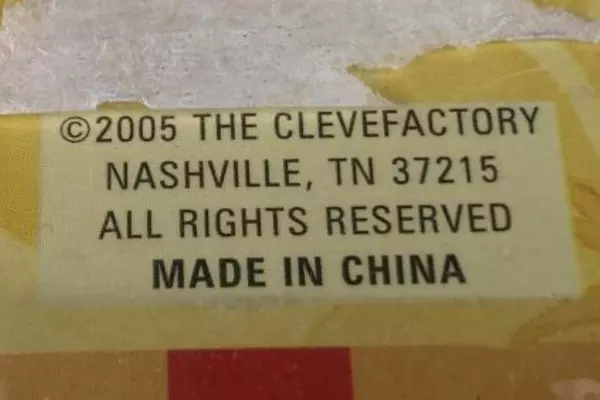 ©2005 THE CLEVEFACTORY
NASHVILLE, TN 37215
ALL RIGHTS RESERVED
MADE IN CHINA